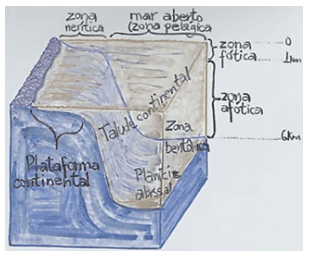 zona
nerítica
mar aberto
(zona pelágica
zona
fótica
0
1km
zona
afótica
6km
Talude continental
Zona
bentônica
Plataforma
continental
Planície
abissal